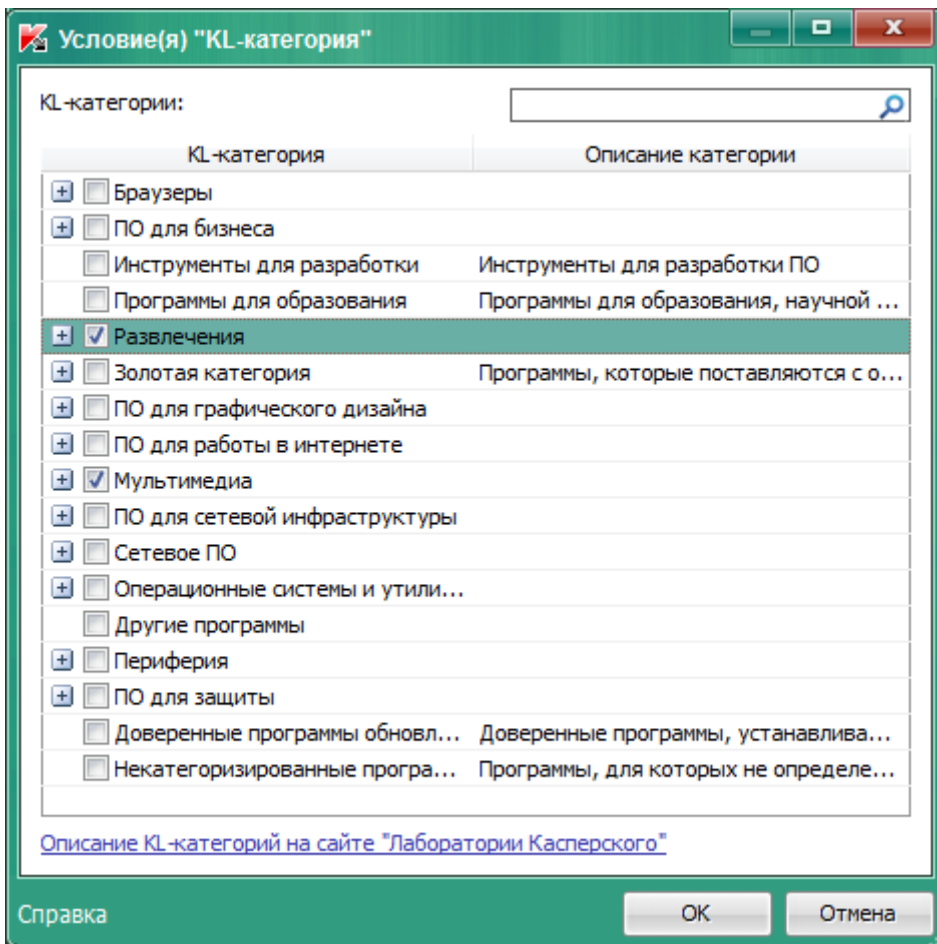 Условие(я) "KL-категория"
KL-категории:
KL-категория Описание категории
Браузеры
ПО для бизнеса
Инструменты для разработки Инструменты для разработки ПО
Программы для образования Программы для образования, научной ...
Развлечения
Золотая категория Программы, которые поставляются с о...
ПО для графического дизайна
ПО для работы в интернете
Мультимедиа
ПО для сетевой инфраструктуры
Сетевое ПО
Операционные системы и утили...
Другие программы
Периферия
ПО для защиты
Доверенные программы обновл... Доверенные программы, устанавлива...
Некатегоризированные програ... Программы, для которых не определе...
Описание KL-категорий на сайте "Лаборатории Касперского"
Справка OK Отмена